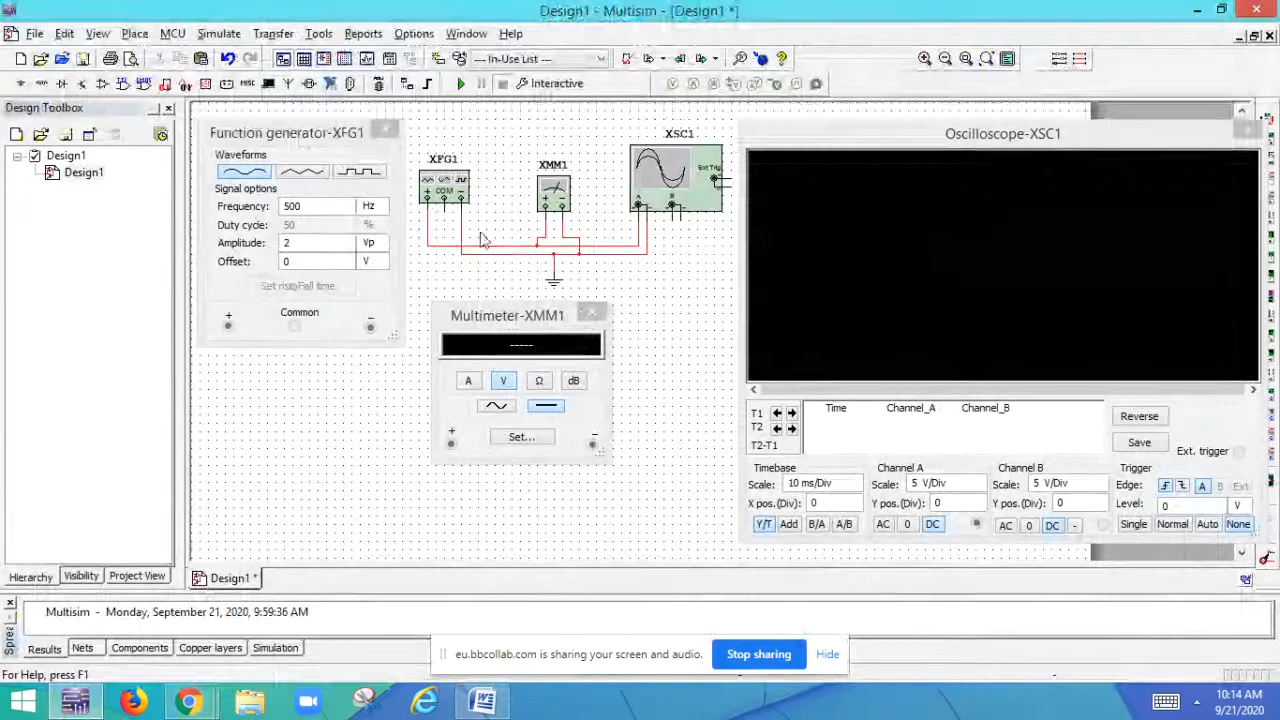 Design1 - Multisim - [Design1 *]
File Edit View Place MCU Simulate Transfer Tools Reports Options Window Help
--- In-Use List ---
Interactive
Design Toolbox
Design1
Design1
Function generator-XFG1
Waveforms
Signal options
Frequency: 500 Hz
Duty cycle: 50 %
Amplitude: 2 Vp
Offset: 0 V
Set rise/Fall time
+ Common -
XFG1
COM
XMM1
XSC1
Ext Trig
A B
Multimeter-XMM1
-----
A V Ω dB
+ Set... -
Oscilloscope-XSC1
Time Channel_A Channel_B
T1
T2
T2-T1
Reverse
Save
Ext. trigger
Timebase
Scale: 10 ms/Div
X pos.(Div): 0
Y/T Add B/A A/B
Channel A
Scale: 5 V/Div
Y pos.(Div): 0
AC 0 DC
Channel B
Scale: 5 V/Div
Y pos.(Div): 0
AC 0 DC -
Trigger
Edge: A B Ext
Level: 0 V
Single Normal Auto None
Hierarchy Visibility Project View
Design1 *
Multisim - Monday, September 21, 2020, 9:59:36 AM
Spre
Results Nets Components Copper layers Simulation
eu.bbcollab.com is sharing your screen and audio. Stop sharing Hide
For Help, press F1
10:14 AM
9/21/2020